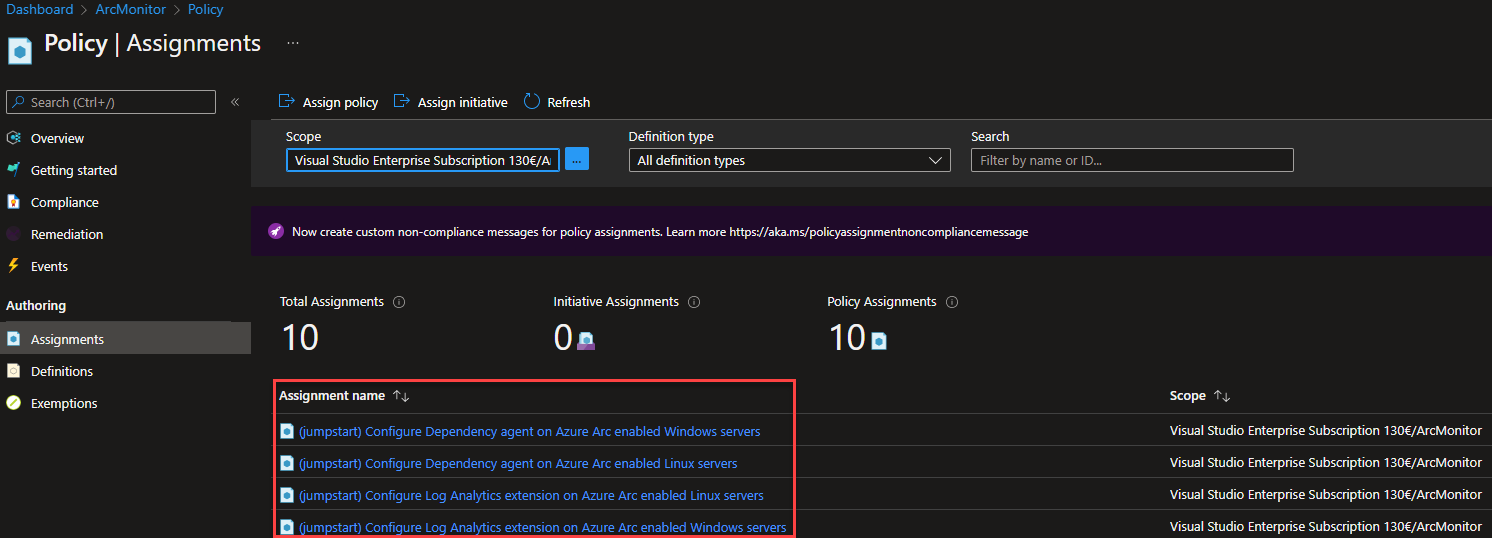 Dashboard > ArcMonitor > Policy
Policy | Assignments ...
Search (Ctrl+/) «
Overview
Getting started
Compliance
Remediation
Events
Authoring
Assignments
Definitions
Exemptions
Assign policy Assign initiative Refresh
Scope Definition type Search
Visual Studio Enterprise Subscription 130€/Ar ... All definition types Filter by name or ID...
Now create custom non-compliance messages for policy assignments. Learn more https://aka.ms/policyassignmentnoncompliancemessage
Total Assignments Initiative Assignments Policy Assignments
10 0 10
Assignment name ↑↓ Scope ↑↓
(jumpstart) Configure Dependency agent on Azure Arc enabled Windows servers Visual Studio Enterprise Subscription 130€/ArcMonitor
(jumpstart) Configure Dependency agent on Azure Arc enabled Linux servers Visual Studio Enterprise Subscription 130€/ArcMonitor
(jumpstart) Configure Log Analytics extension on Azure Arc enabled Linux servers Visual Studio Enterprise Subscription 130€/ArcMonitor
(jumpstart) Configure Log Analytics extension on Azure Arc enabled Windows servers Visual Studio Enterprise Subscription 130€/ArcMonitor